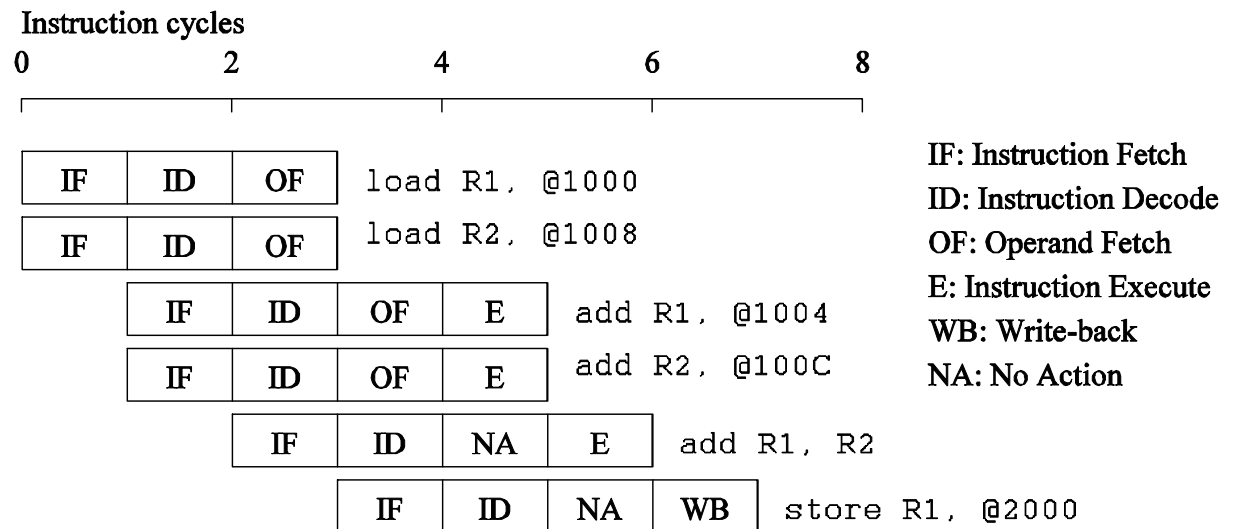 Instruction cycles
0 2 4 6 8
IF ID OF load R1, @1000
IF ID OF load R2, @1008
IF ID OF E add R1, @1004
IF ID OF E add R2, @100C
IF ID NA E add R1, R2
IF ID NA WB store R1, @2000
IF: Instruction Fetch
ID: Instruction Decode
OF: Operand Fetch
E: Instruction Execute
WB: Write-back
NA: No Action